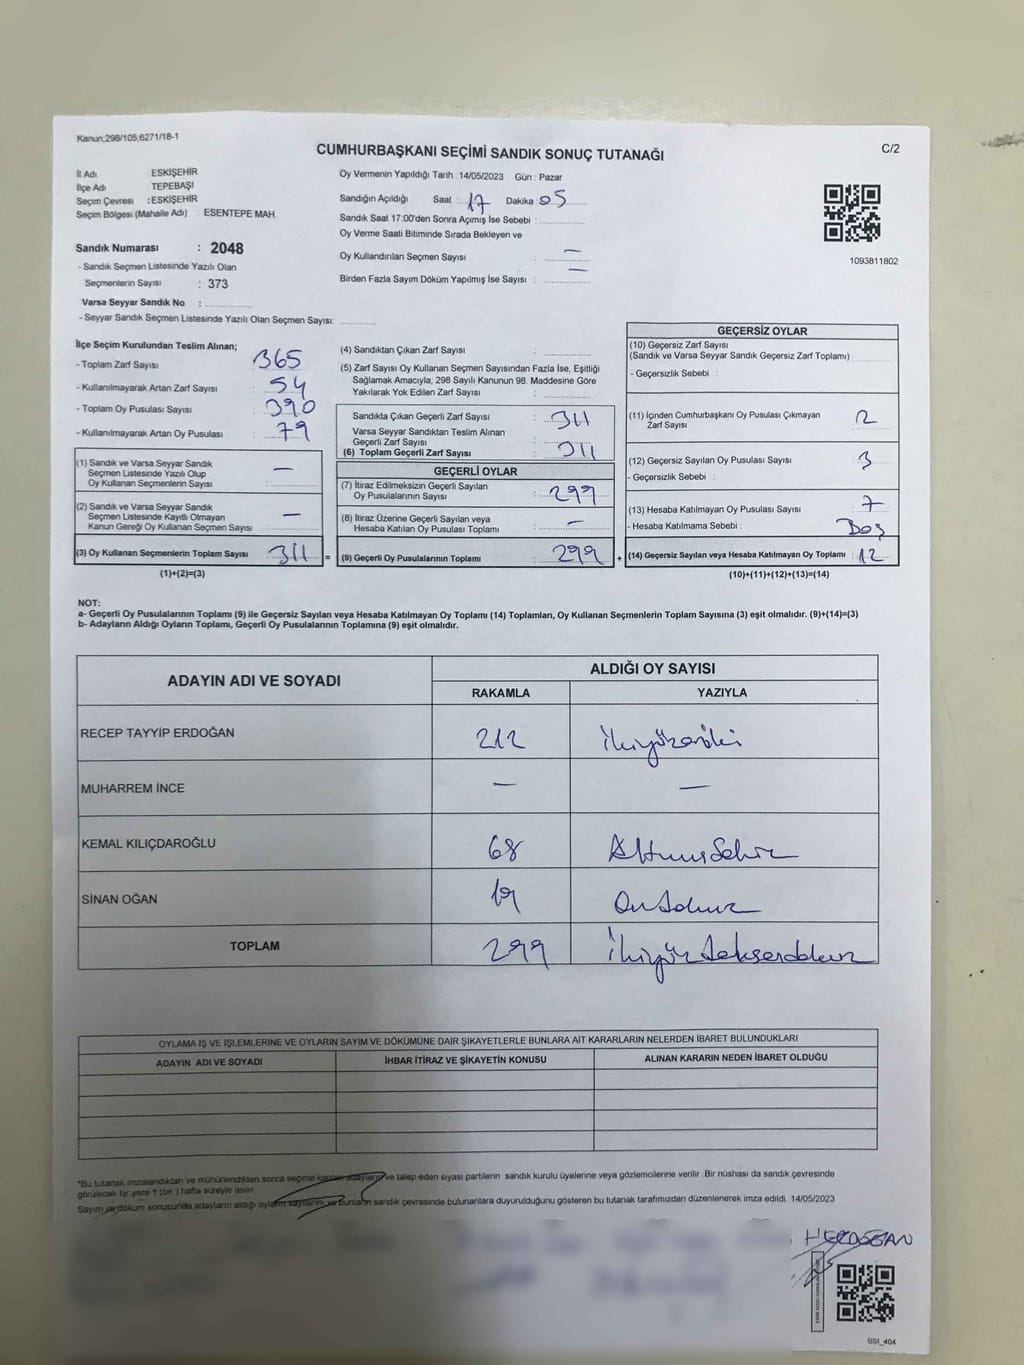 Kanun;298/105;6271/18-1
CUMHURBAŞKANI SEÇİMİ SANDIK SONUÇ TUTANAĞI
C/2
İl Adı : ESKİŞEHİR
İlçe Adı : TEPEBAŞI
Seçim Çevresi : ESKİŞEHİR
Seçim Bölgesi (Mahalle Adı) : ESENTEPE MAH.
Sandık Numarası : 2048
- Sandık Seçmen Listesinde Yazılı Olan
Seçmenlerin Sayısı : 373
Varsa Seyyar Sandık No :
- Seyyar Sandık Seçmen Listesinde Yazılı Olan Seçmen Sayısı:
Oy Vermenin Yapıldığı Tarih : 14/05/2023 Gün : Pazar
Sandığın Açıldığı Saat : 17 Dakika : 05
Sandık Saat 17:00'den Sonra Açımış İse Sebebi :
Oy Verme Saati Bitiminde Sırada Bekleyen ve
Oy Kullandırılan Seçmen Sayısı : —
Birden Fazla Sayım Döküm Yapılmış İse Sayısı : —
1093811802
İlçe Seçim Kurulundan Teslim Alınan;
- Toplam Zarf Sayısı : 365
- Kullanılmayarak Artan Zarf Sayısı : 54
- Toplam Oy Pusulası Sayısı : 390
- Kullanılmayarak Artan Oy Pusulası : 79
(1) Sandık ve Varsa Seyyar Sandık
Seçmen Listesinde Yazılı Olup
Oy Kullanan Seçmenlerin Sayısı : —
(2) Sandık ve Varsa Seyyar Sandık
Seçmen Listesinde Kayıtlı Olmayan
Kanun Gereği Oy Kullanan Seçmen Sayısı : —
(3) Oy Kullanan Seçmenlerin Toplam Sayısı : 311 =
(1)+(2)=(3)
(4) Sandıktan Çıkan Zarf Sayısı :
(5) Zarf Sayısı Oy Kullanan Seçmen Sayısından Fazla İse, Eşitliği
Sağlamak Amacıyla; 298 Sayılı Kanunun 98. Maddesine Göre
Yakılarak Yok Edilen Zarf Sayısı :
Sandıkta Çıkan Geçerli Zarf Sayısı : 311
Varsa Seyyar Sandıktan Teslim Alınan
Geçerli Zarf Sayısı :
(6) Toplam Geçerli Zarf Sayısı : 311
GEÇERLİ OYLAR
(7) İtiraz Edilmeksizin Geçerli Sayılan
Oy Pusulalarının Sayısı : 299
(8) İtiraz Üzerine Geçerli Sayılan veya
Hesaba Katılan Oy Pusulası Toplamı : —
(9) Geçerli Oy Pusulalarının Toplamı : 299 +
GEÇERSİZ OYLAR
(10) Geçersiz Zarf Sayısı
(Sandık ve Varsa Seyyar Sandık Geçersiz Zarf Toplamı) :
- Geçersizlik Sebebi :
(11) İçinden Cumhurbaşkanı Oy Pusulası Çıkmayan
Zarf Sayısı : 2
(12) Geçersiz Sayılan Oy Pusulası Sayısı : 3
- Geçersizlik Sebebi :
(13) Hesaba Katılmayan Oy Pusulası Sayısı : 7
- Hesaba Katılmama Sebebi : Boş
(14) Geçersiz Sayılan veya Hesaba Katılmayan Oy Toplamı : 12
(10)+(11)+(12)+(13)=(14)
NOT:
a- Geçerli Oy Pusulalarının Toplamı (9) ile Geçersiz Sayılan veya Hesaba Katılmayan Oy Toplamı (14) Toplamları, Oy Kullanan Seçmenlerin Toplam Sayısına (3) eşit olmalıdır. (9)+(14)=(3)
b- Adayların Aldığı Oyların Toplamı, Geçerli Oy Pusulalarının Toplamına (9) eşit olmalıdır.
ADAYIN ADI VE SOYADI ALDIĞI OY SAYISI
RAKAMLA YAZIYLA
RECEP TAYYİP ERDOĞAN 212 ikiyüzoniki
MUHARREM İNCE — —
KEMAL KILIÇDAROĞLU 68 Altmışsekiz
SİNAN OĞAN 19 Ondokuz
TOPLAM 299
OYLAMA İŞ VE İŞLEMLERİNE VE OYLARIN SAYIM VE DÖKÜMÜNE DAİR ŞİKAYETLERLE BUNLARA AİT KARARLARIN NELERDEN İBARET BULUNDUKLARI
ADAYIN ADI VE SOYADI İHBAR İTİRAZ VE ŞİKAYETİN KONUSU ALINAN KARARIN NEDEN İBARET OLDUĞU
*Bu tutanak imzalandıktan ve mühürlendikten sonra seçime katılan adayların ve talep eden siyasi partilerin sandık kurulu üyelerine veya gözlemcilerine verilir. Bir nüshası da sandık çevresinde
görülecek bir yere 1 (bir) hafta süreyle asılır.
Sayım ve döküm sonucunda adayların aldığı oyların sayılarını ve bunların sandık çevresinde bulunanlara duyurulduğunu gösteren bu tutanak tarafımızdan düzenlenerek imza edildi. 14/05/2023
H ERDOĞAN
SSI_404